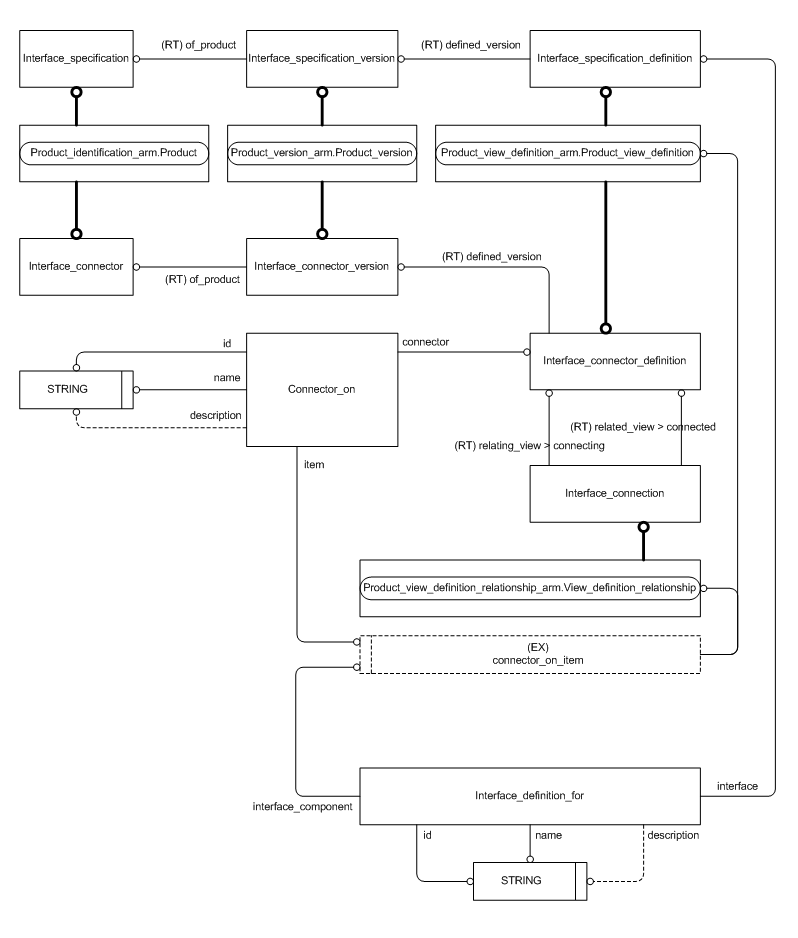 (RT) of_product
(RT) defined_version
Interface_specification
Interface_specification_version
Interface_specification_definition
Product_identification_arm.Product
Product_version_arm.Product_version
Product_view_definition_arm.Product_view_definition
(RT) defined_version
Interface_connector
Interface_connector_version
(RT) of_product
id
connector
Interface_connector_definition
STRING
name
Connector_on
description
(RT) related_view > connected
(RT) relating_view > connecting
item
Interface_connection
Product_view_definition_relationship_arm.View_definition_relationship
(EX)
connector_on_item
interface
Interface_definition_for
interface_component
id
name
description
STRING